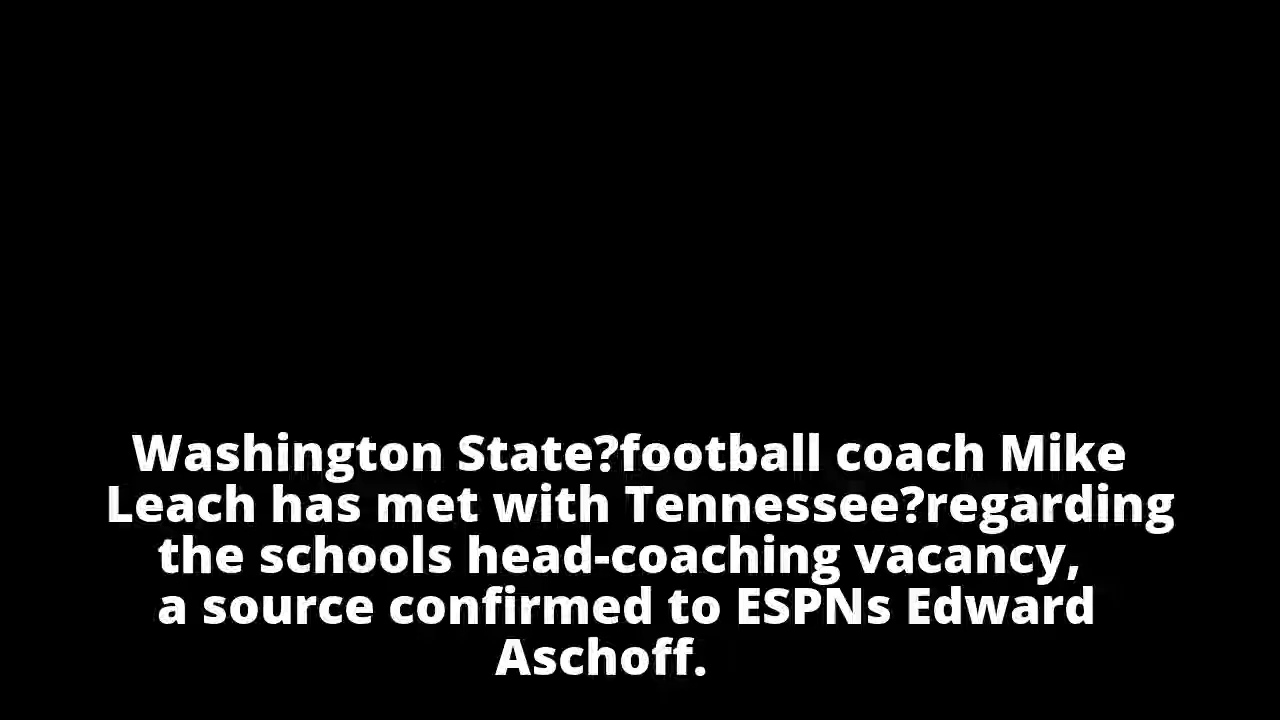 Washington State?football coach Mike
Leach has met with Tennessee?regarding
the schools head-coaching vacancy,
a source confirmed to ESPNs Edward
Aschoff.